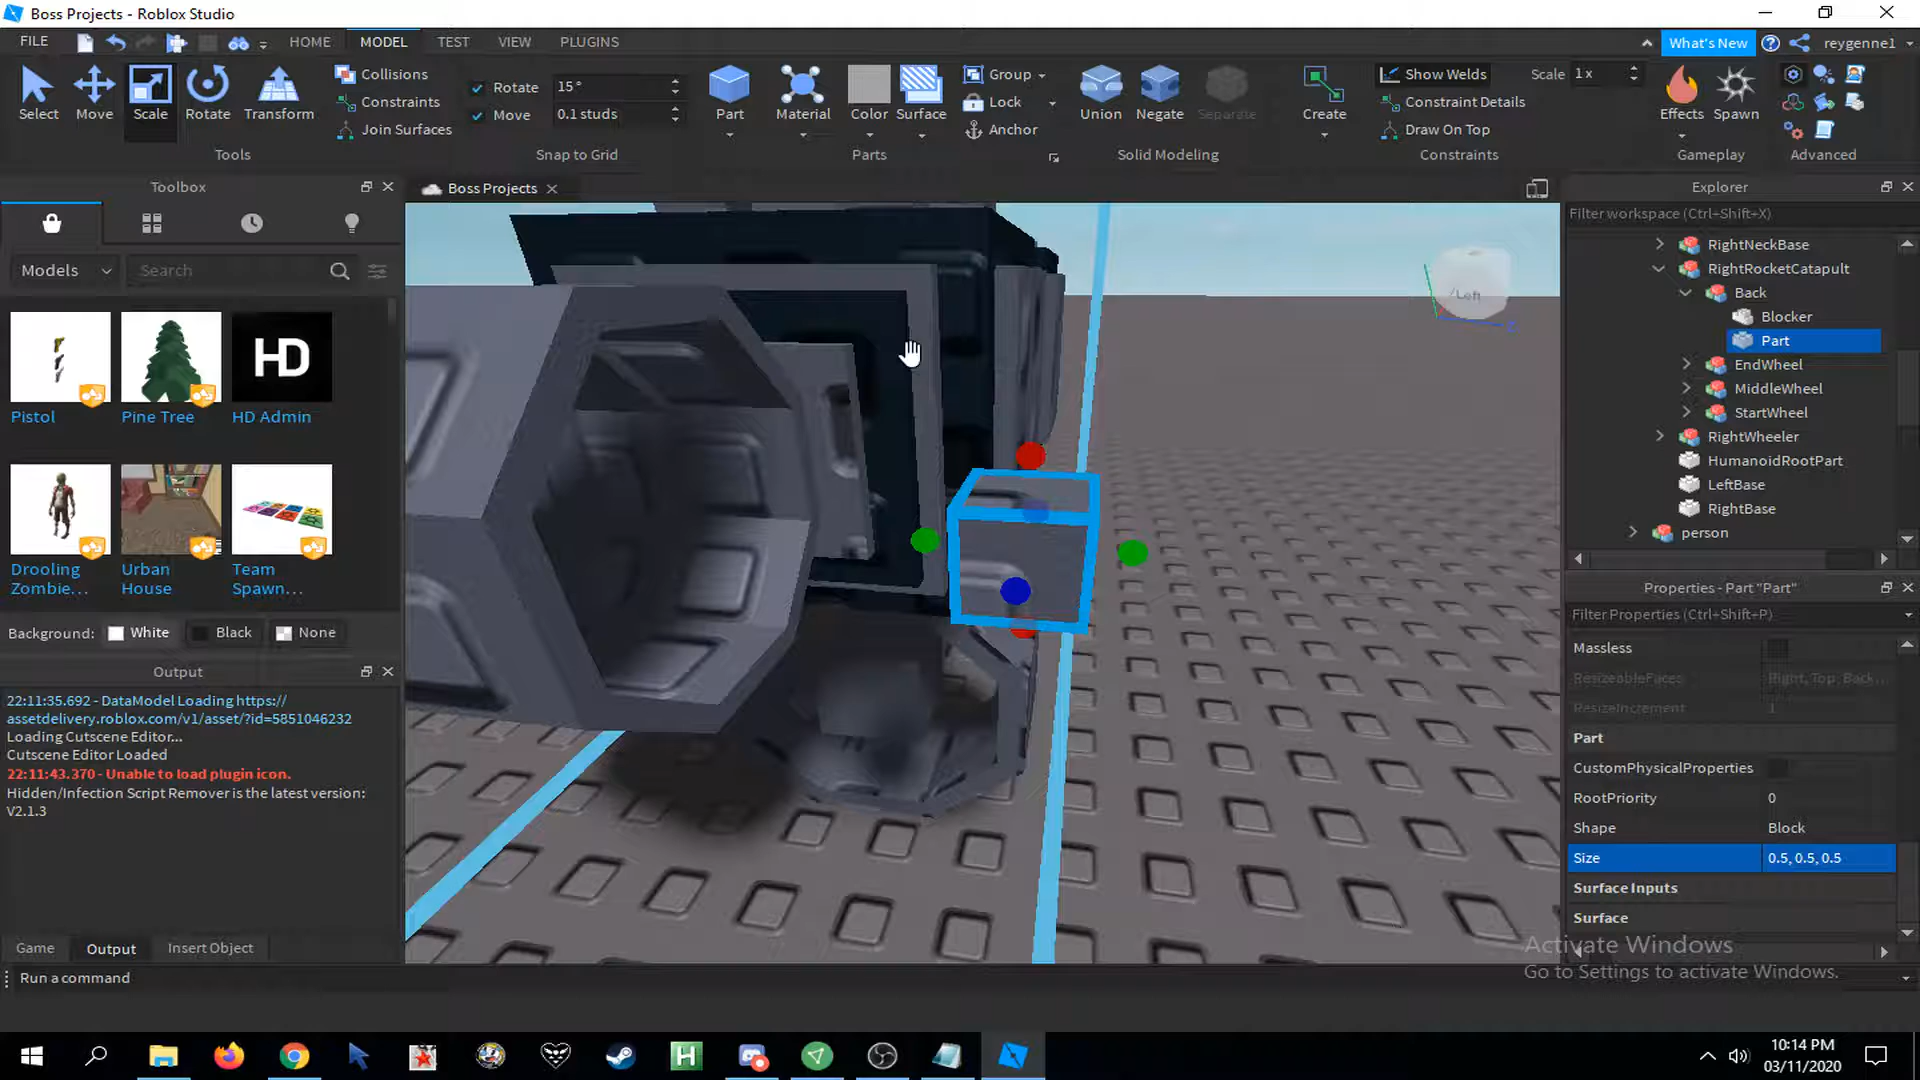 Boss Projects - Roblox Studio
FILE
HOME
MODEL
TEST
VIEW
PLUGINS
What's New
reygenne1
Select
Move
Scale
Rotate
Transform
Tools
Collisions
Constraints
Join Surfaces
Rotate
15°
Move
0.1 studs
Snap to Grid
Part
Material
Color
Surface
Parts
Group
Lock
Anchor
Union
Negate
Separate
Solid Modeling
Create
Show Welds
Scale
1 x
Constraint Details
Draw On Top
Constraints
Effects
Spawn
Gameplay
Advanced
Toolbox
Models
Search
HD
Pistol
Pine Tree
HD Admin
Drooling
Zombie...
Urban
House
Team
Spawn...
Background:
White
Black
None
Output
22:11:35.692 - DataModel Loading https://
assetdelivery.roblox.com/v1/asset/?id=5851046232
Loading Cutscene Editor...
Cutscene Editor Loaded
22:11:43.370 - Unable to load plugin icon.
Hidden/Infection Script Remover is the latest version:
V2.1.3
Game
Output
Insert Object
Run a command
Boss Projects
Left
Explorer
Filter workspace (Ctrl+Shift+X)
RightNeckBase
RightRocketCatapult
Back
Blocker
Part
EndWheel
MiddleWheel
StartWheel
RightWheeler
HumanoidRootPart
LeftBase
RightBase
person
Properties - Part "Part"
Filter Properties (Ctrl+Shift+P)
Massless
ResizeableFaces
Right, Top, Back...
ResizeIncrement
1
Part
CustomPhysicalProperties
RootPriority
0
Shape
Block
Size
0.5, 0.5, 0.5
Surface Inputs
Surface
Activate Windows
Go to Settings to activate Windows.
H
10:14 PM
03/11/2020